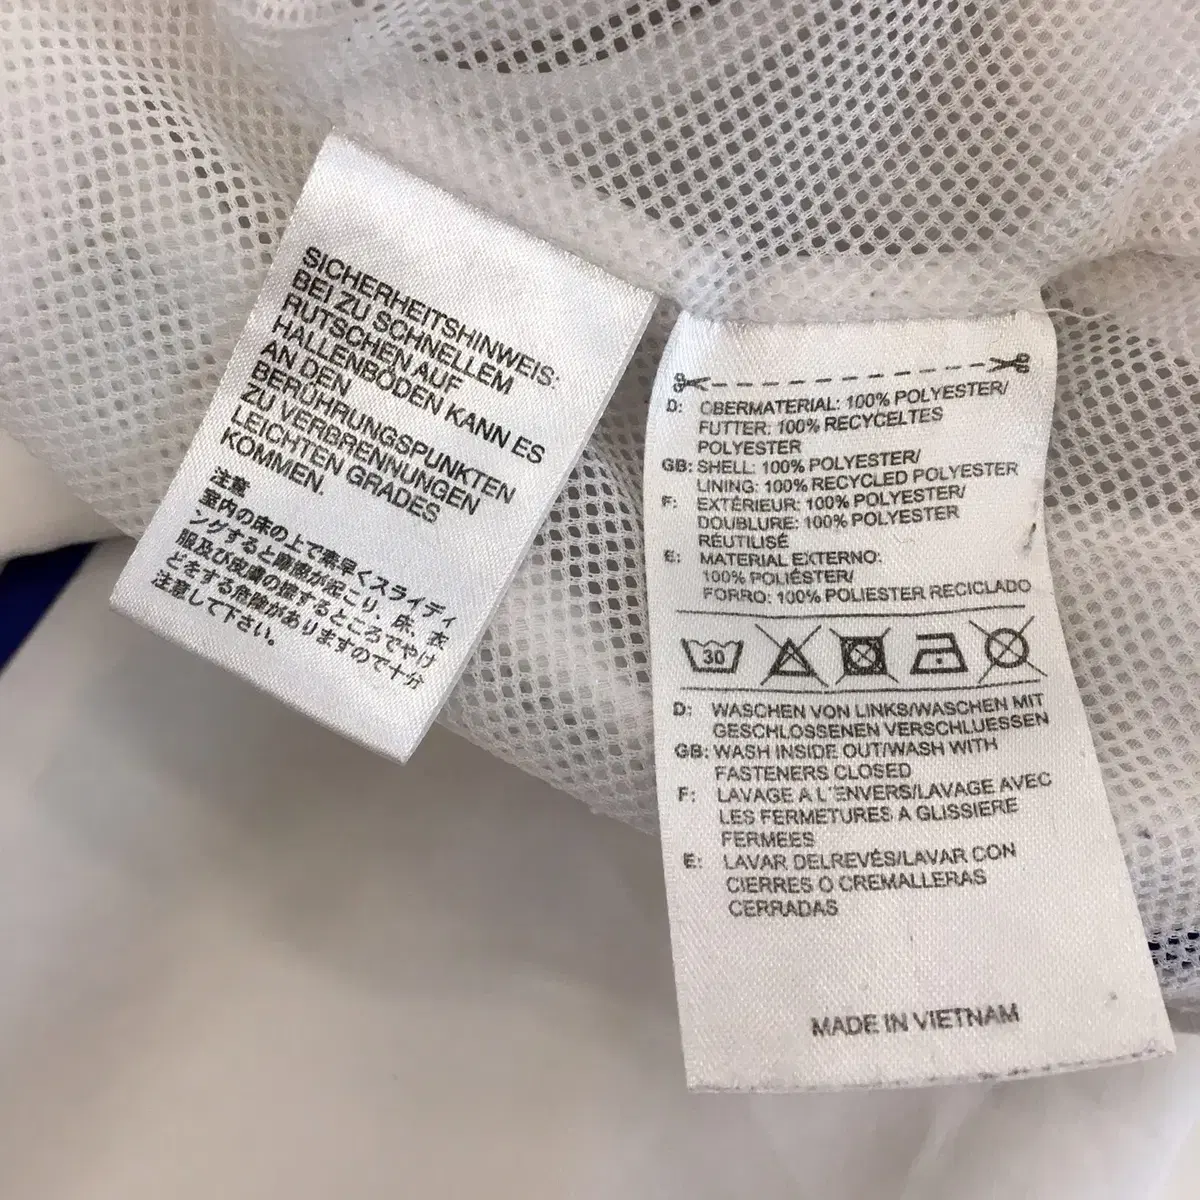 SICHERHEITSHINWEIS:
BEI ZU SCHNELLEM
RUTSCHEN AUF
HALLENBÖDEN KANN ES
AN DEN
BERÜHRUNGSPUNKTEN
ZU VERBRENNUNGEN
LEICHTEN GRADES
KOMMEN.
注意
室内の床の上で素早くスライディ
ングすると摩擦が起こり、床、衣
服及び皮膚の接するところでやけ
どをする危険がありますので十分
注意して下さい。
D: OBERMATERIAL: 100% POLYESTER/
FUTTER: 100% RECYCELTES
POLYESTER
GB: SHELL: 100% POLYESTER/
LINING: 100% RECYCLED POLYESTER
F: EXTÉRIEUR: 100% POLYESTER/
DOUBLURE: 100% POLYESTER
RÉUTILISÉ
E: MATERIAL EXTERNO:
100% POLIÉSTER/
FORRO: 100% POLIESTER RECICLADO
30
D: WASCHEN VON LINKS/WASCHEN MIT
GESCHLOSSENEN VERSCHLUESSEN
GB: WASH INSIDE OUT/WASH WITH
FASTENERS CLOSED
F: LAVAGE A L'ENVERS/LAVAGE AVEC
LES FERMETURES A GLISSIERE
FERMEES
E: LAVAR DELREVÉS/LAVAR CON
CIERRES O CREMALLERAS
CERRADAS
MADE IN VIETNAM